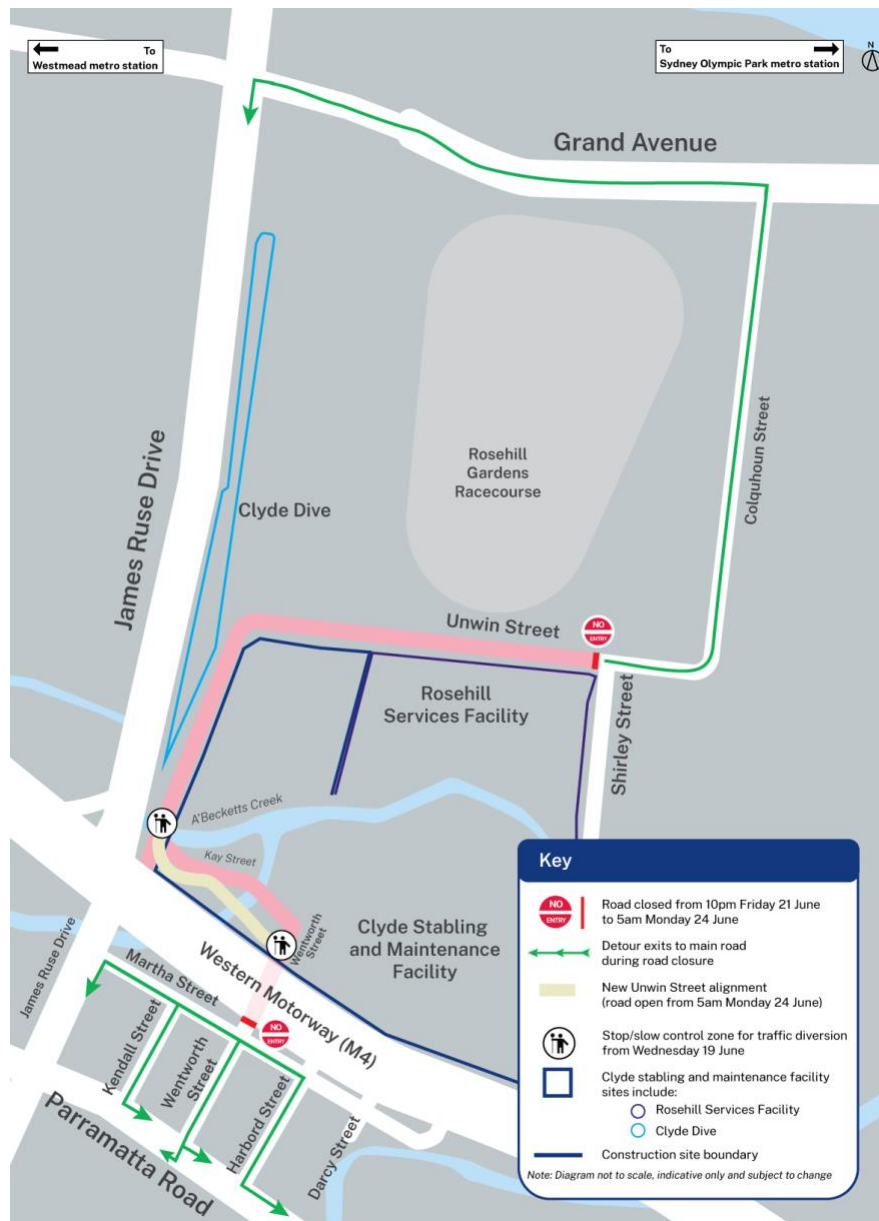 To
Westmead metro station
To
Sydney Olympic Park metro station
N
Grand Avenue
James Ruse Drive
Clyde Dive
Rosehill
Gardens
Racecourse
Colquhoun Street
Unwin Street
NO
ENTRY
Rosehill
Services Facility
Shirley Street
A'Becketts Creek
Kay Street
Wentworth
Street
Clyde Stabling
and Maintenance
Facility
James Ruse Drive
Martha Street
Western Motorway (M4)
NO
ENTRY
Kendall Street
Wentworth
Street
Harbord Street
Darcy Street
Parramatta Road
Key
NO
ENTRY
Road closed from 10pm Friday 21 June
to 5am Monday 24 June
Detour exits to main road
during road closure
New Unwin Street alignment
(road open from 5am Monday 24 June)
Stop/slow control zone for traffic diversion
from Wednesday 19 June
Clyde stabling and maintenance facility
sites include:
Rosehill Services Facility
Clyde Dive
Construction site boundary
Note: Diagram not to scale, indicative only and subject to change